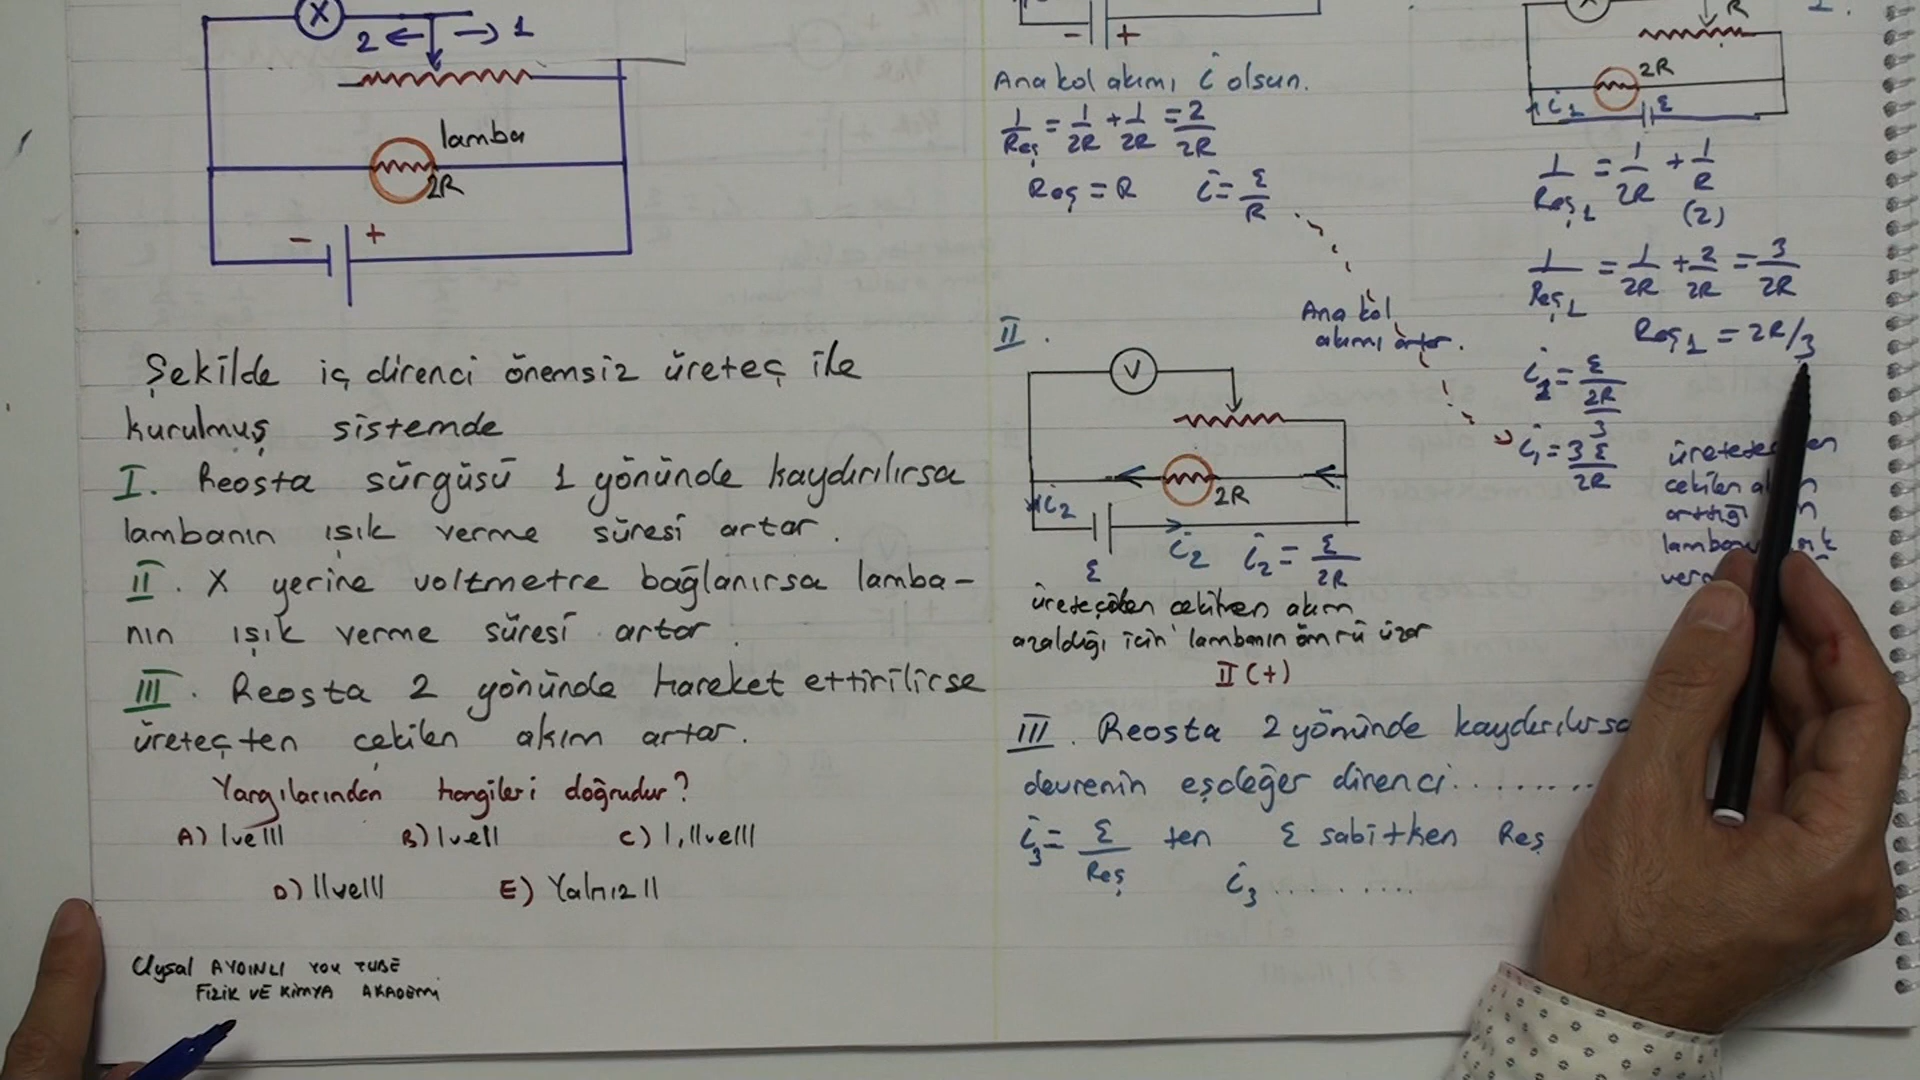 X
2 ← → 1
lamba
2R
- +
Şekilde iç direnci önemsiz üreteç ile
kurulmuş sistemde
I. Reosta sürgüsü 1 yönünde kaydırılırsa
lambanın ışık verme süresi artar.
II. X yerine voltmetre bağlanırsa lamba-
nın ışık verme süresi artar.
III. Reosta 2 yönünde hareket ettirilirse
üreteçten çekilen akım artar.
Yargılarından hangileri doğrudur?
A) I ve III B) I ve II C) I, II ve III
D) II ve III E) Yalnız II
Uysal AYDINLI YOU TUBE
FİZİK VE KİMYA AKADEMİ
- +
Ana kol akımı i olsun.
1/Reş = 1/2R + 1/2R = 2/2R
Reş = R i = ε/R
Ana kol
akımı artar.
II.
V
2R
i2
ε
i2 i2 = ε/2R
üreteçden çekilen akım
azaldığı için lambanın ömrü uzar
II (+)
III. Reosta 2 yönünde kaydırılırsa
devrenin eşdeğer direnci........
i3 = ε/Reş ten ε sabitken Reş
i3.........
R
2R
i1 ε
1/Reş1 = 1/2R + 1/R
(2)
1/Reş1 = 1/2R + 2/2R = 3/2R
Reş1 = 2R/3
i1 = ε/2R/3
i1 = 3ε/2R